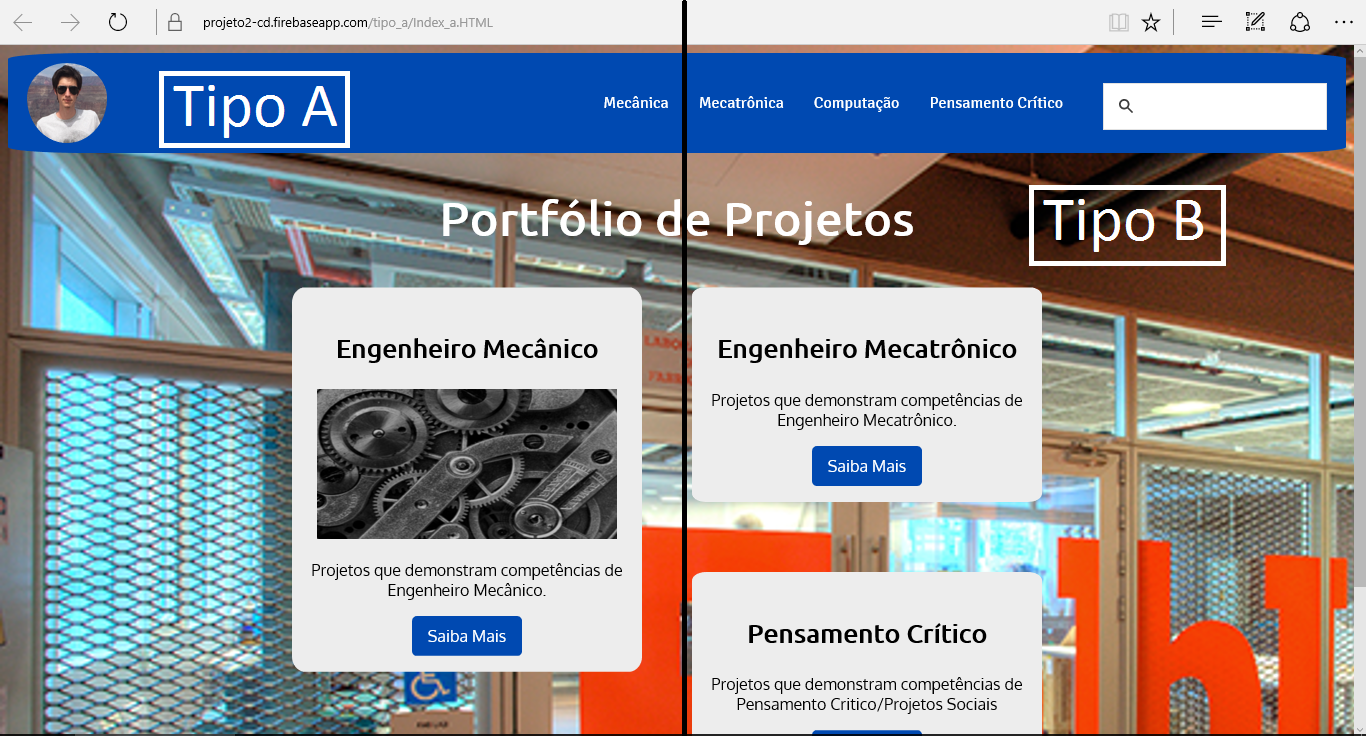 projeto2-cd.firebaseapp.com/tipo_a/Index_a.HTML
Tipo A
Mecânica
Mecatrônica
Computação
Pensamento Crítico
Portfólio de Projetos
Tipo B
Engenheiro Mecânico
Projetos que demonstram competências de
Engenheiro Mecânico.
Saiba Mais
Engenheiro Mecatrônico
Projetos que demonstram competências de
Engenheiro Mecatrônico.
Saiba Mais
Pensamento Crítico
Projetos que demonstram competências de
Pensamento Critico/Projetos Sociais